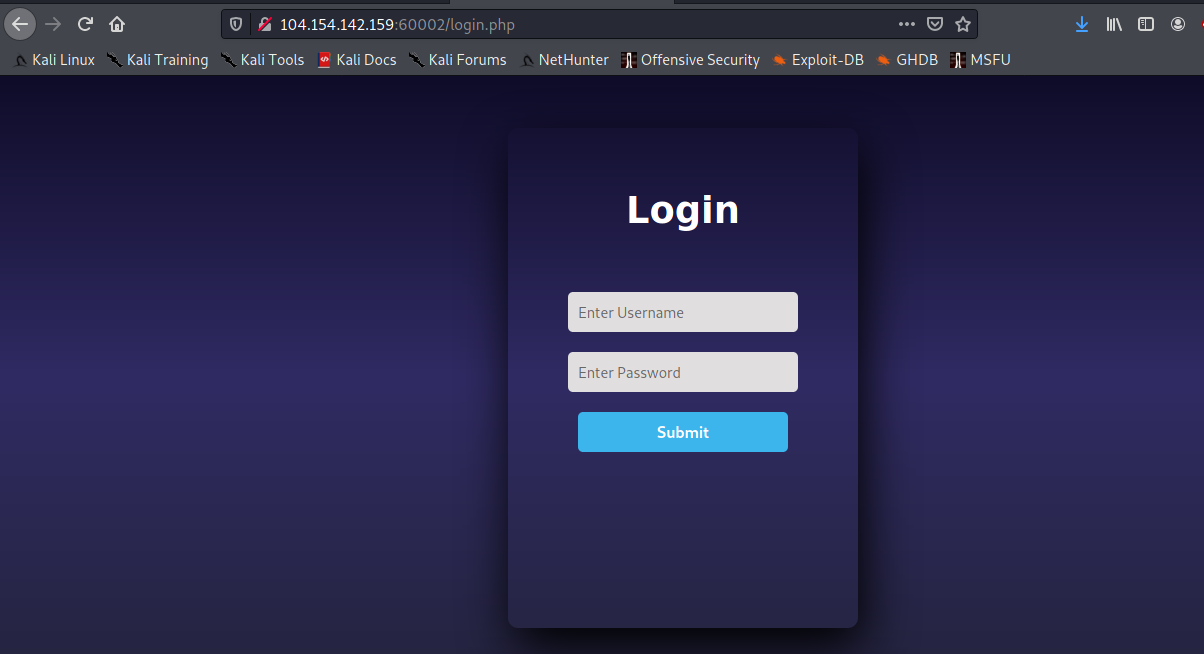 104.154.142.159:60002/login.php
Kali Linux Kali Training Kali Tools Kali Docs Kali Forums NetHunter Offensive Security Exploit-DB GHDB MSFU
Login
Enter Username
Enter Password
Submit